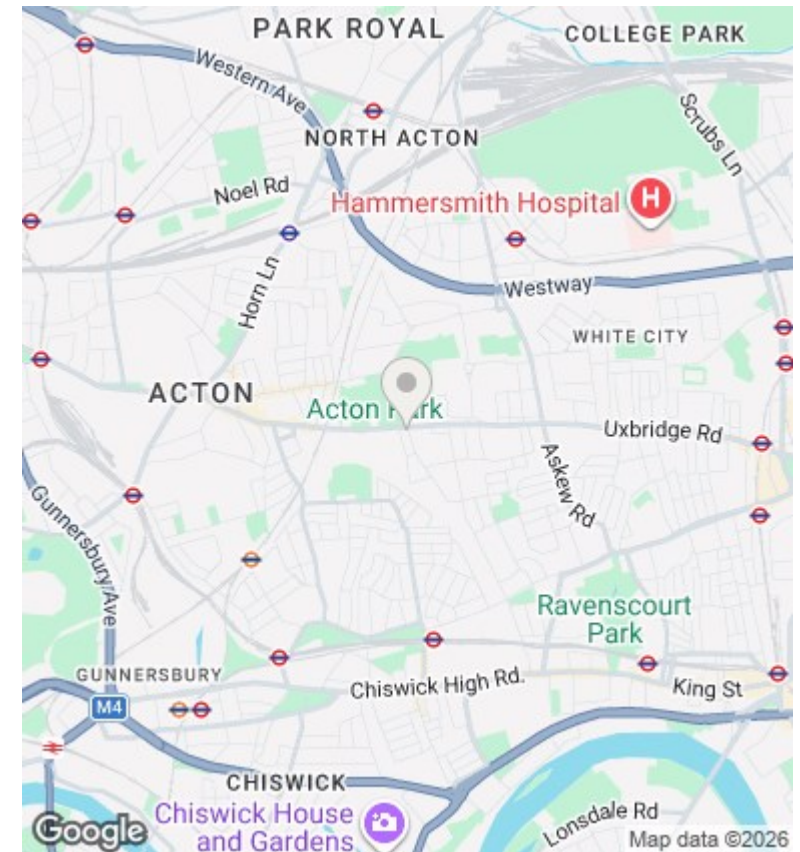 PARK ROYAL
COLLEGE PARK
Western Ave
Scrubs Ln
NORTH ACTON
Noel Rd
Hammersmith Hospital
H
Horn Ln
Westway
WHITE CITY
ACTON
Acton Park
Uxbridge Rd
Askew Rd
Gunnersbury Ave
Ravenscourt
Park
GUNNERSBURY
Chiswick High Rd.
King St
M4
CHISWICK
Chiswick House
and Gardens
Lonsdale Rd
Google
Map data ©2026